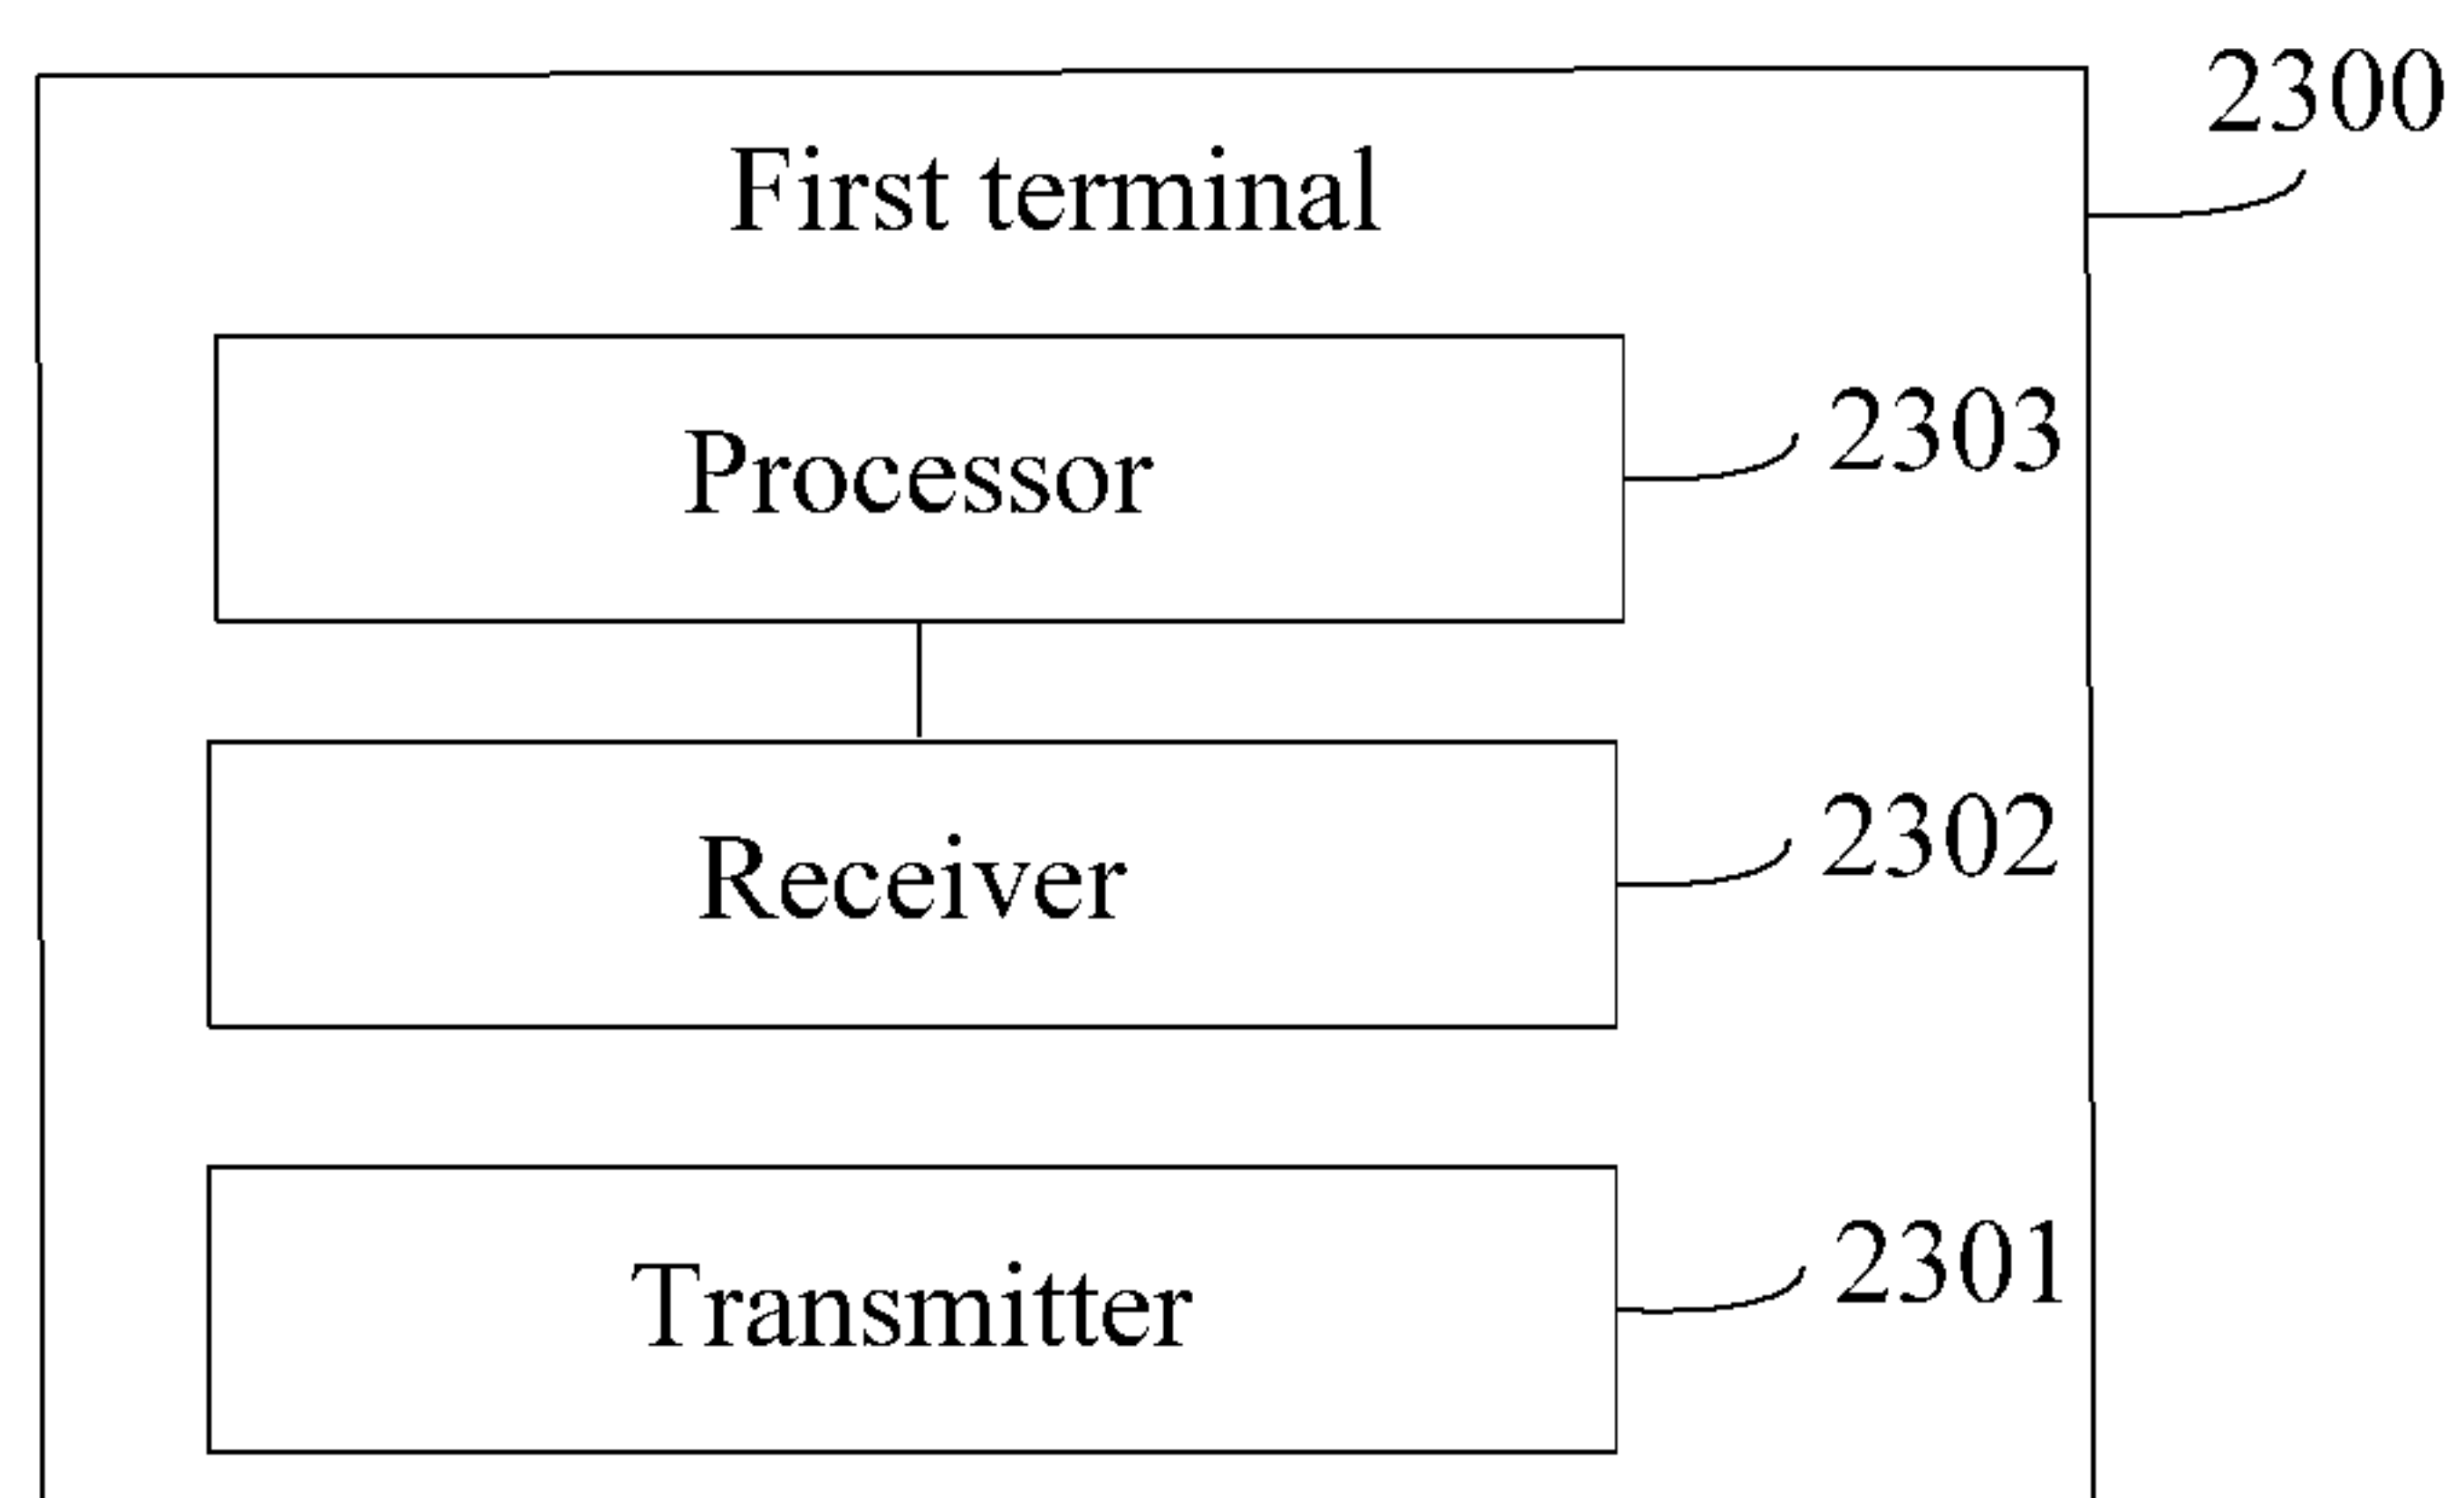 2300
First terminal
2303
Processor
2302
Receiver
2301
Transmitter